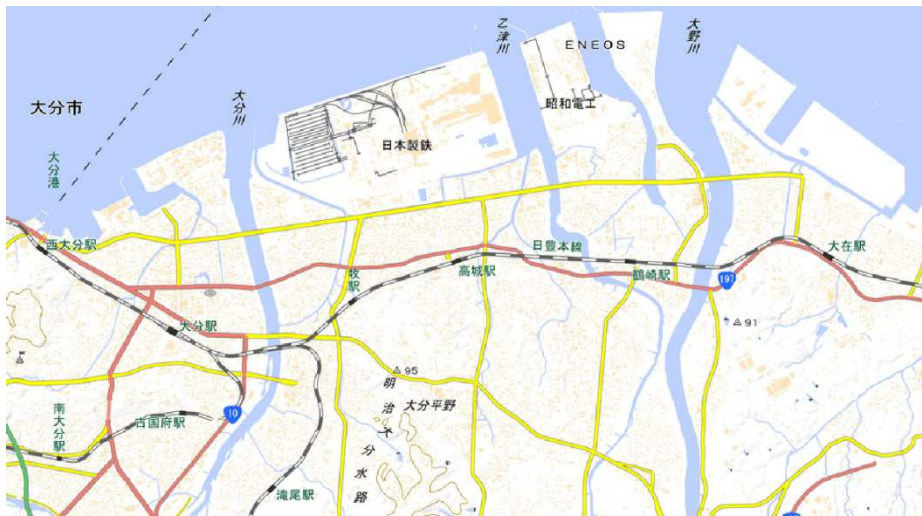 大分市
大分港
大分川
日本製鉄
乙津川
ENEOS
昭和電工
大野川
西大分駅
牧駅
高城駅
日豊本線
鶴崎駅
197
大在駅
大分駅
91
95
南大分駅
古国府駅
10
明治大分水路
大分平野
滝尾駅